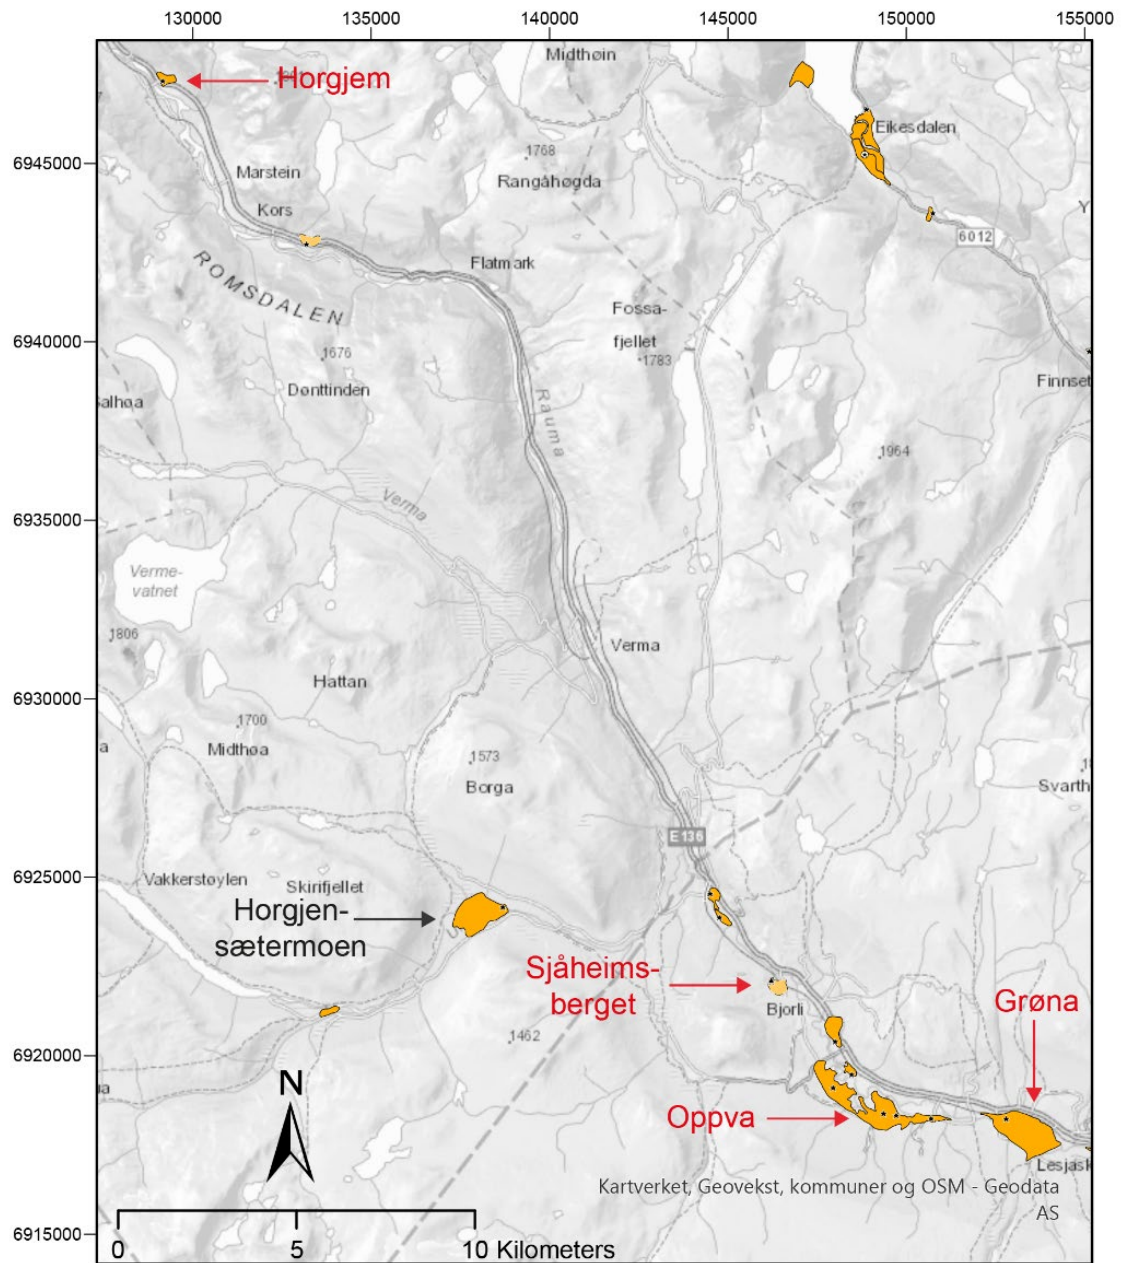 130000 135000 140000 145000 150000 155000
Midthøin
Horgjem
Eikesdalen
6945000
1768
Marstein
Rangåhøgda
Kors
Y
6012
Flatmark
ROMSDALEN
Fossa-
fjellet
6940000
1676
1783
Dønttinden
Finnset
Rauma
1964
Verma
6935000
Verme-
vatnet
1806
Verma
Hattan
6930000
1700
a
Midthøa
1573
Borga
Svarth
E 136
6925000
Vakkerstøylen
Skirifjellet
Horgjen-
sætermoen
Sjåheims-
berget
Bjorli
Grøna
1462
6920000
N
Oppva
Lesjask
Kartverket, Geovekst, kommuner og OSM - Geodata
AS
6915000
0 5 10 Kilometers